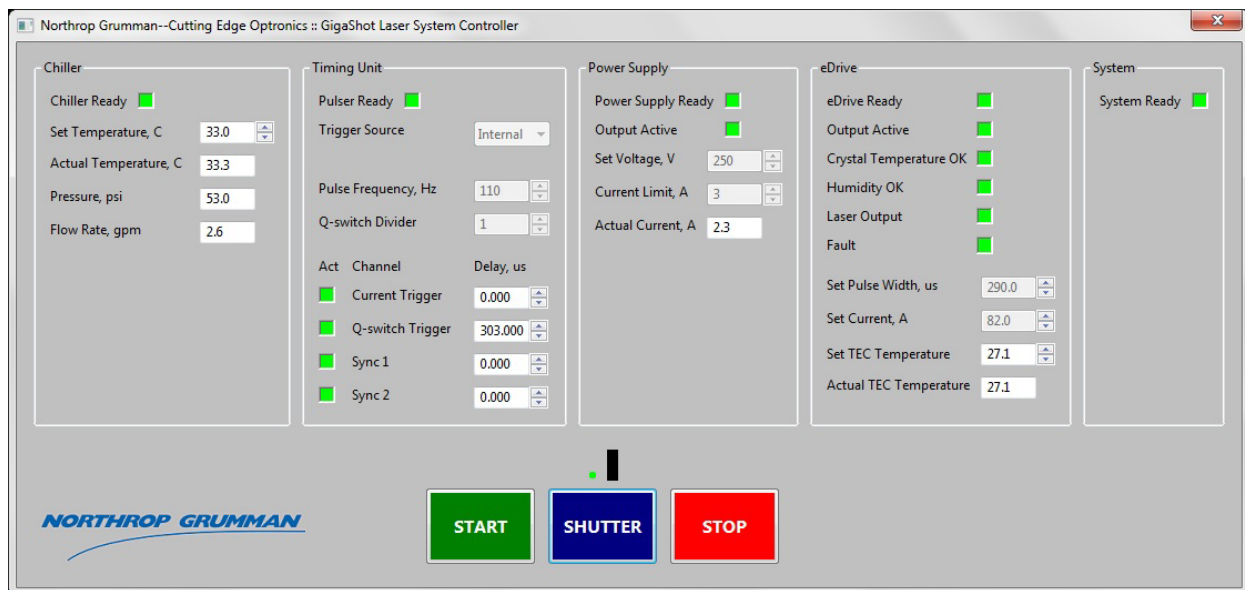 Northrop Grumman--Cutting Edge Optronics :: GigaShot Laser System Controller
Chiller
Chiller Ready
Set Temperature, C 33.0
Actual Temperature, C 33.3
Pressure, psi 53.0
Flow Rate, gpm 2.6
Timing Unit
Pulser Ready
Trigger Source Internal
Pulse Frequency, Hz 110
Q-switch Divider 1
Act Channel Delay, us
Current Trigger 0.000
Q-switch Trigger 303.000
Sync 1 0.000
Sync 2 0.000
Power Supply
Power Supply Ready
Output Active
Set Voltage, V 250
Current Limit, A 3
Actual Current, A 2.3
eDrive
eDrive Ready
Output Active
Crystal Temperature OK
Humidity OK
Laser Output
Fault
Set Pulse Width, us 290.0
Set Current, A 82.0
Set TEC Temperature 27.1
Actual TEC Temperature 27.1
System
System Ready
NORTHROP GRUMMAN
START
SHUTTER
STOP